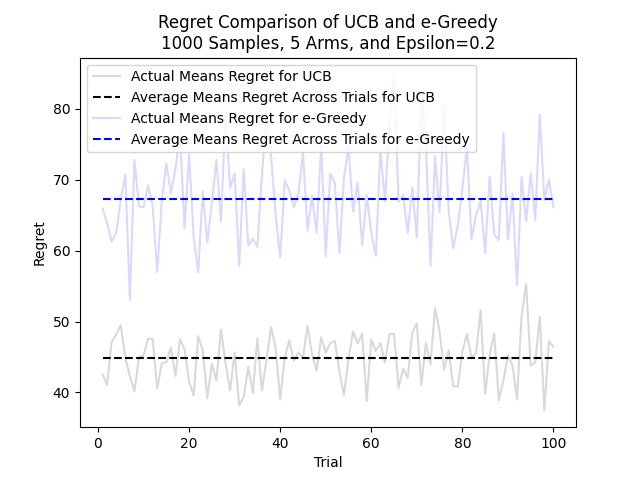 Regret Comparison of UCB and e-Greedy
1000 Samples, 5 Arms, and Epsilon=0.2
Actual Means Regret for UCB
Average Means Regret Across Trials for UCB
Actual Means Regret for e-Greedy
Average Means Regret Across Trials for e-Greedy
80
70
60
50
40
Regret
0 20 40 60 80 100
Trial